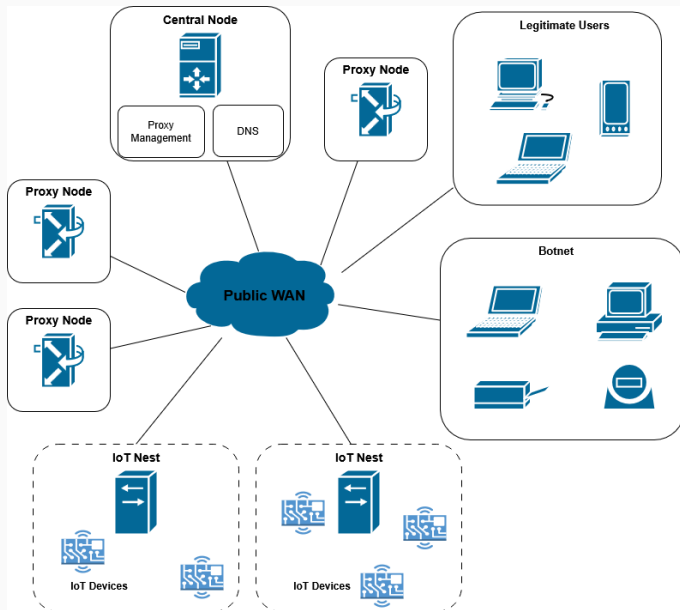 Central Node
Proxy
Management
DNS
Proxy Node
Legitimate Users
Proxy Node
Public WAN
Botnet
Proxy Node
IoT Nest
IoT Devices
IoT Nest
IoT Devices